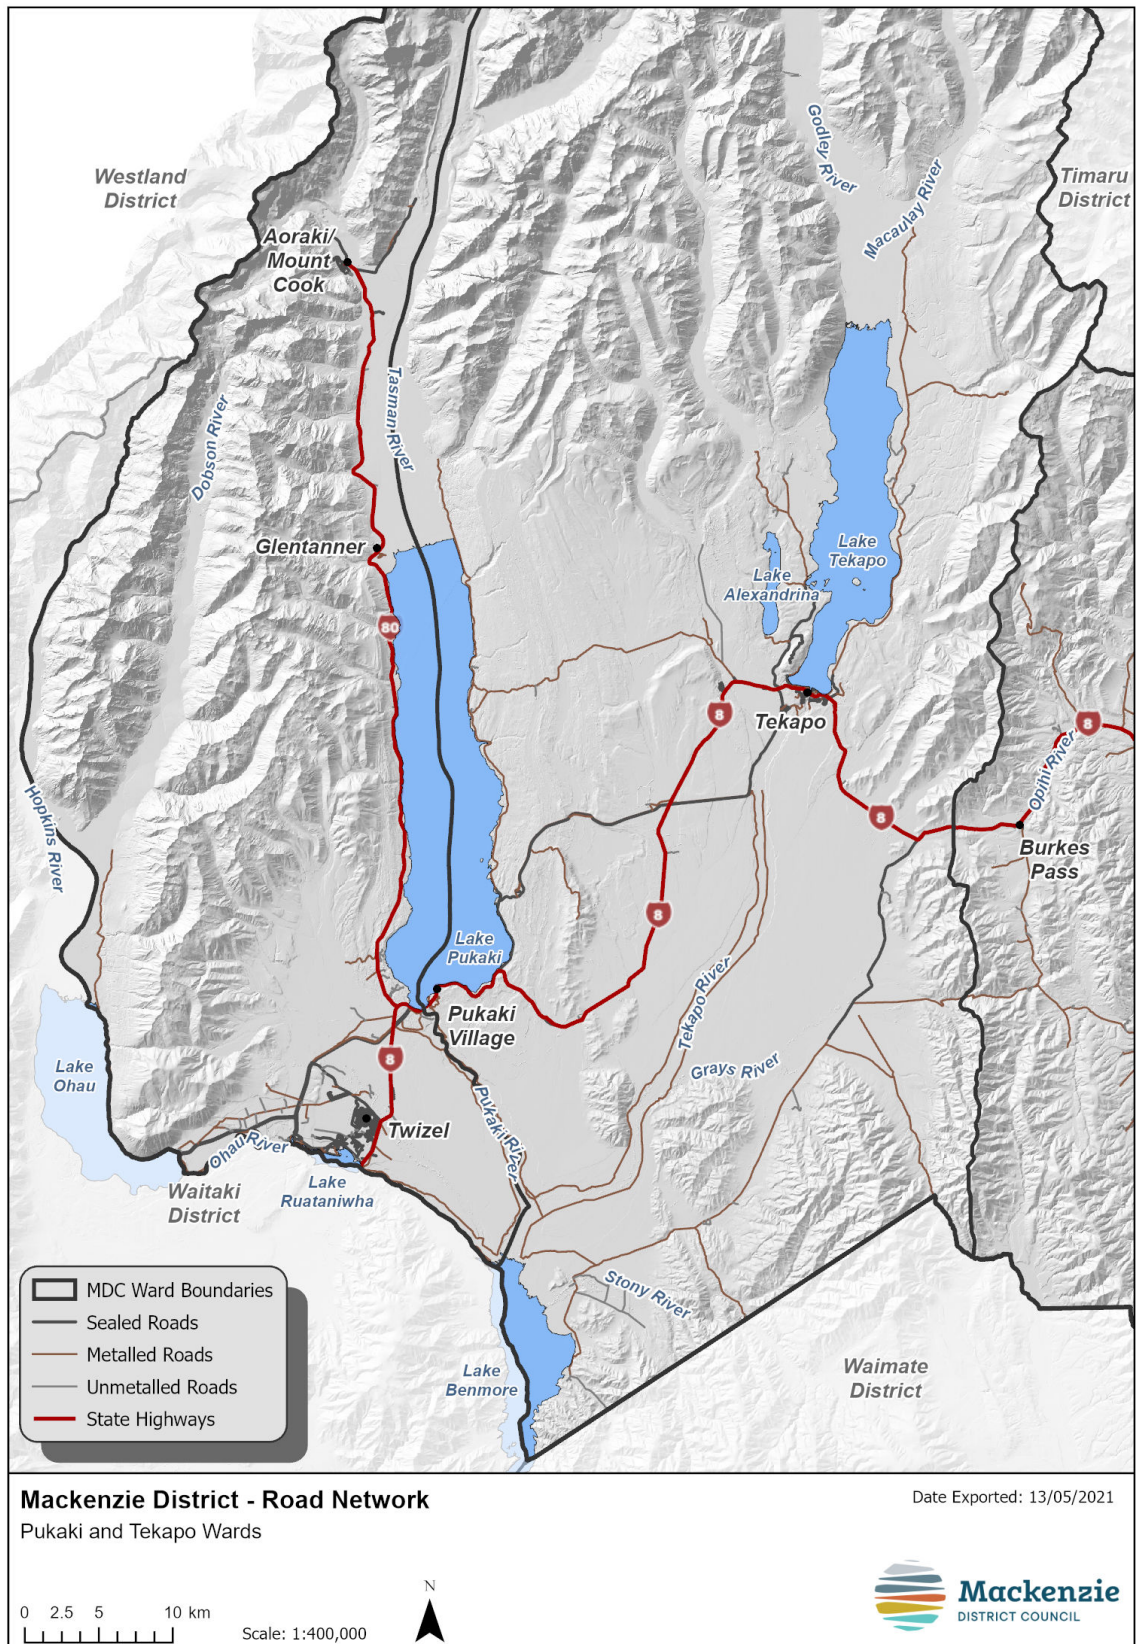 Westland
District
Timaru
District
Godley River
Macaulay River
Aoraki/
Mount
Cook
Tasman River
Dobson River
Glentanner
Lake
Tekapo
Lake
Alexandrina
80
8
Tekapo
8
Opihi River
8
Burkes
Pass
Hopkins River
8
Lake
Pukaki
Pukaki
Village
Tekapo River
Grays River
8
Lake
Ohau
Pukaki River
Twizel
Ohau River
Lake
Ruataniwha
Waitaki
District
Stony River
Lake
Benmore
Waimate
District
MDC Ward Boundaries
Sealed Roads
Metalled Roads
Unmetalled Roads
State Highways
Mackenzie District - Road Network
Pukaki and Tekapo Wards
Date Exported: 13/05/2021
0 2.5 5 10 km
Scale: 1:400,000
N
Mackenzie
DISTRICT COUNCIL